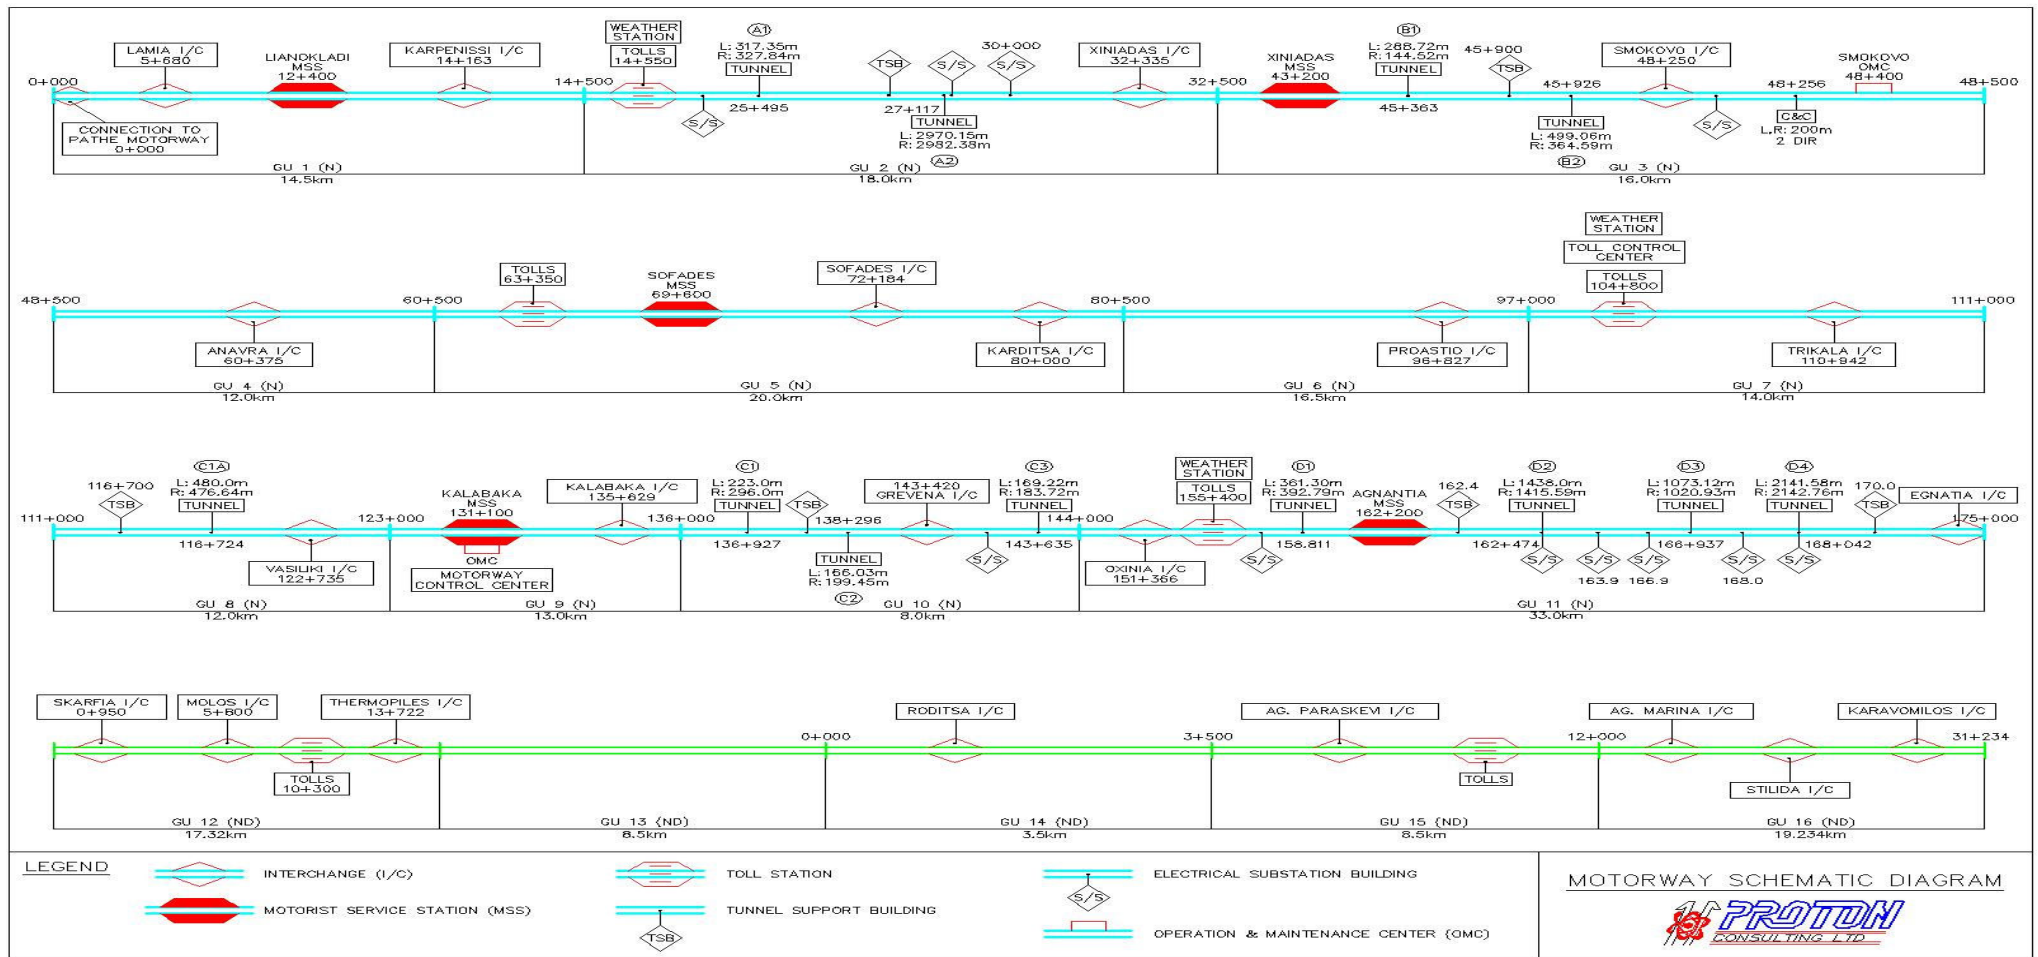 0+000
LAMIA I/C
5+680
LIANOKLADI
MSS
12+400
KARPENISSI I/C
14+163
14+500
WEATHER
STATION
TOLLS
14+550
A1
L: 317.35m
R: 327.84m
TUNNEL
25+495
S/S
TSB
27+117
S/S
30+000
S/S
TUNNEL
L: 2970.15m
R: 2982.38m
A2
XINIADAS I/C
32+335
32+500
XINIADAS
MSS
43+200
B1
L: 288.72m
R: 144.52m
TUNNEL
45+363
45+900
TSB
45+926
TUNNEL
L: 499.06m
R: 364.59m
B2
SMOKOVO I/C
48+250
S/S
48+256
C&C
L,R: 200m
2 DIR
SMOKOVO
OMC
48+400
48+500
CONNECTION TO
PATHE MOTORWAY
0+000
GU 1 (N)
14.5km
GU 2 (N)
18.0km
GU 3 (N)
16.0km
48+500
ANAVRA I/C
60+375
60+500
TOLLS
63+350
SOFADES
MSS
69+600
SOFADES I/C
72+184
KARDITSA I/C
80+000
80+500
PROASTIO I/C
96+827
97+000
WEATHER
STATION
TOLL CONTROL
CENTER
TOLLS
104+800
TRIKALA I/C
110+942
111+000
GU 4 (N)
12.0km
GU 5 (N)
20.0km
GU 6 (N)
16.5km
GU 7 (N)
14.0km
111+000
116+700
TSB
C1A
L: 480.0m
R: 476.64m
TUNNEL
116+724
VASILIKI I/C
122+735
123+000
KALABAKA
MSS
131+100
OMC
MOTORWAY
CONTROL CENTER
KALABAKA I/C
135+629
136+000
C1
L: 223.0m
R: 296.0m
TUNNEL
136+927
TSB
138+296
TUNNEL
L: 166.03m
R: 199.45m
C2
143+420
GREVENA I/C
S/S
C3
L: 169.22m
R: 183.72m
TUNNEL
143+635
144+000
OXINIA I/C
151+366
WEATHER
STATION
TOLLS
155+400
S/S
D1
L: 361.30m
R: 392.79m
TUNNEL
158.811
AGNANTIA
MSS
162+200
162.4
TSB
D2
L: 1438.0m
R: 1415.59m
TUNNEL
162+474
S/S
S/S
163.9
S/S
166.9
D3
L: 1073.12m
R: 1020.93m
TUNNEL
166+937
S/S
168.0
D4
L: 2141.58m
R: 2142.76m
TUNNEL
168+042
S/S
170.0
TSB
EGNATIA I/C
175+000
GU 8 (N)
12.0km
GU 9 (N)
13.0km
GU 10 (N)
8.0km
GU 11 (N)
33.0km
SKARFIA I/C
0+950
MOLOS I/C
5+800
TOLLS
10+300
THERMOPILES I/C
13+722
0+000
RODITSA I/C
3+500
AG. PARASKEVI I/C
TOLLS
12+000
AG. MARINA I/C
STILIDA I/C
KARAVOMILOS I/C
31+234
GU 12 (ND)
17.32km
GU 13 (ND)
8.5km
GU 14 (ND)
3.5km
GU 15 (ND)
8.5km
GU 16 (ND)
19.234km
LEGEND
INTERCHANGE (I/C)
MOTORIST SERVICE STATION (MSS)
TOLL STATION
TUNNEL SUPPORT BUILDING
TSB
ELECTRICAL SUBSTATION BUILDING
S/S
OPERATION & MAINTENANCE CENTER (OMC)
MOTORWAY SCHEMATIC DIAGRAM
PROTON
CONSULTING LTD